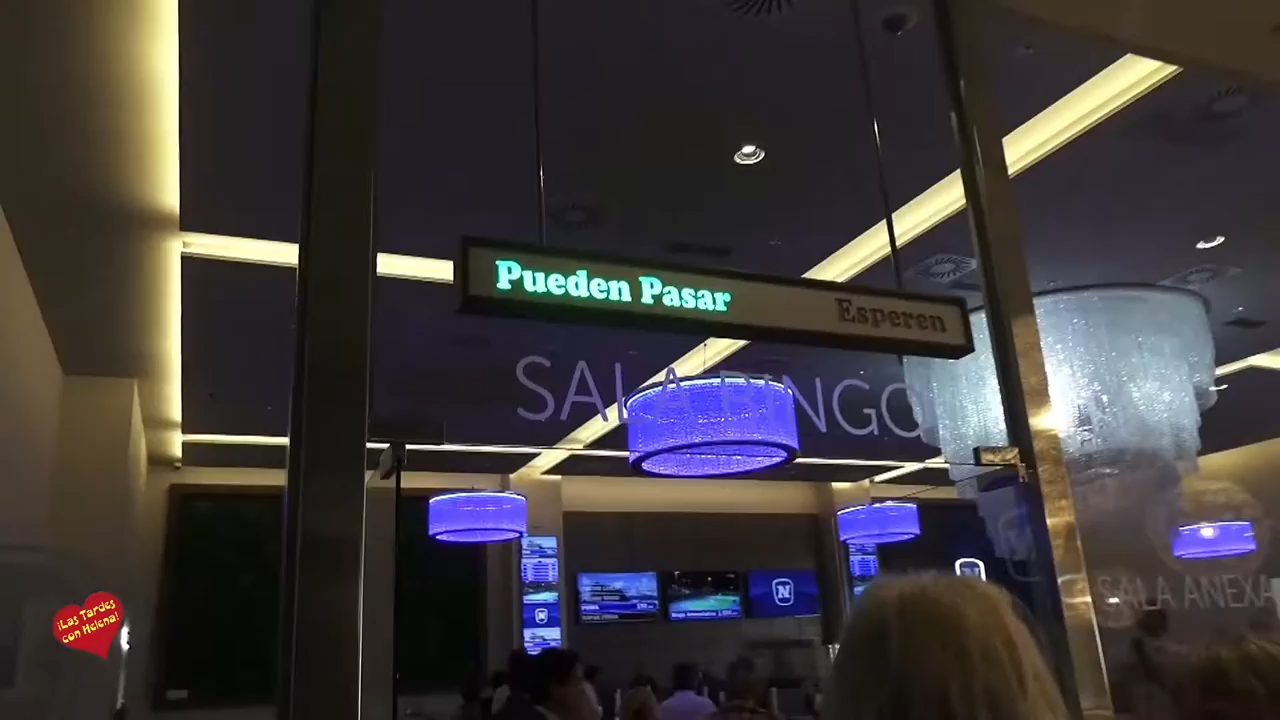 Pueden Pasar Esperen
SALA BINGO
N
SALA ANEXA
¡Las Tardes
con Helena!